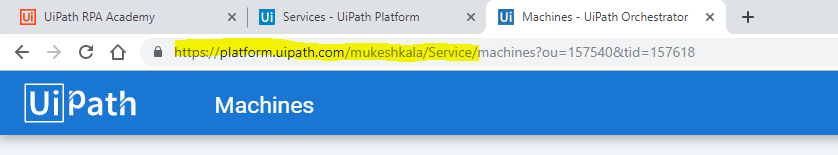 UiPath RPA Academy
Services - UiPath Platform
Machines - UiPath Orchestrator
https://platform.uipath.com/mukeshkala/Service/machines?ou=157540&tid=157618
UiPath Machines